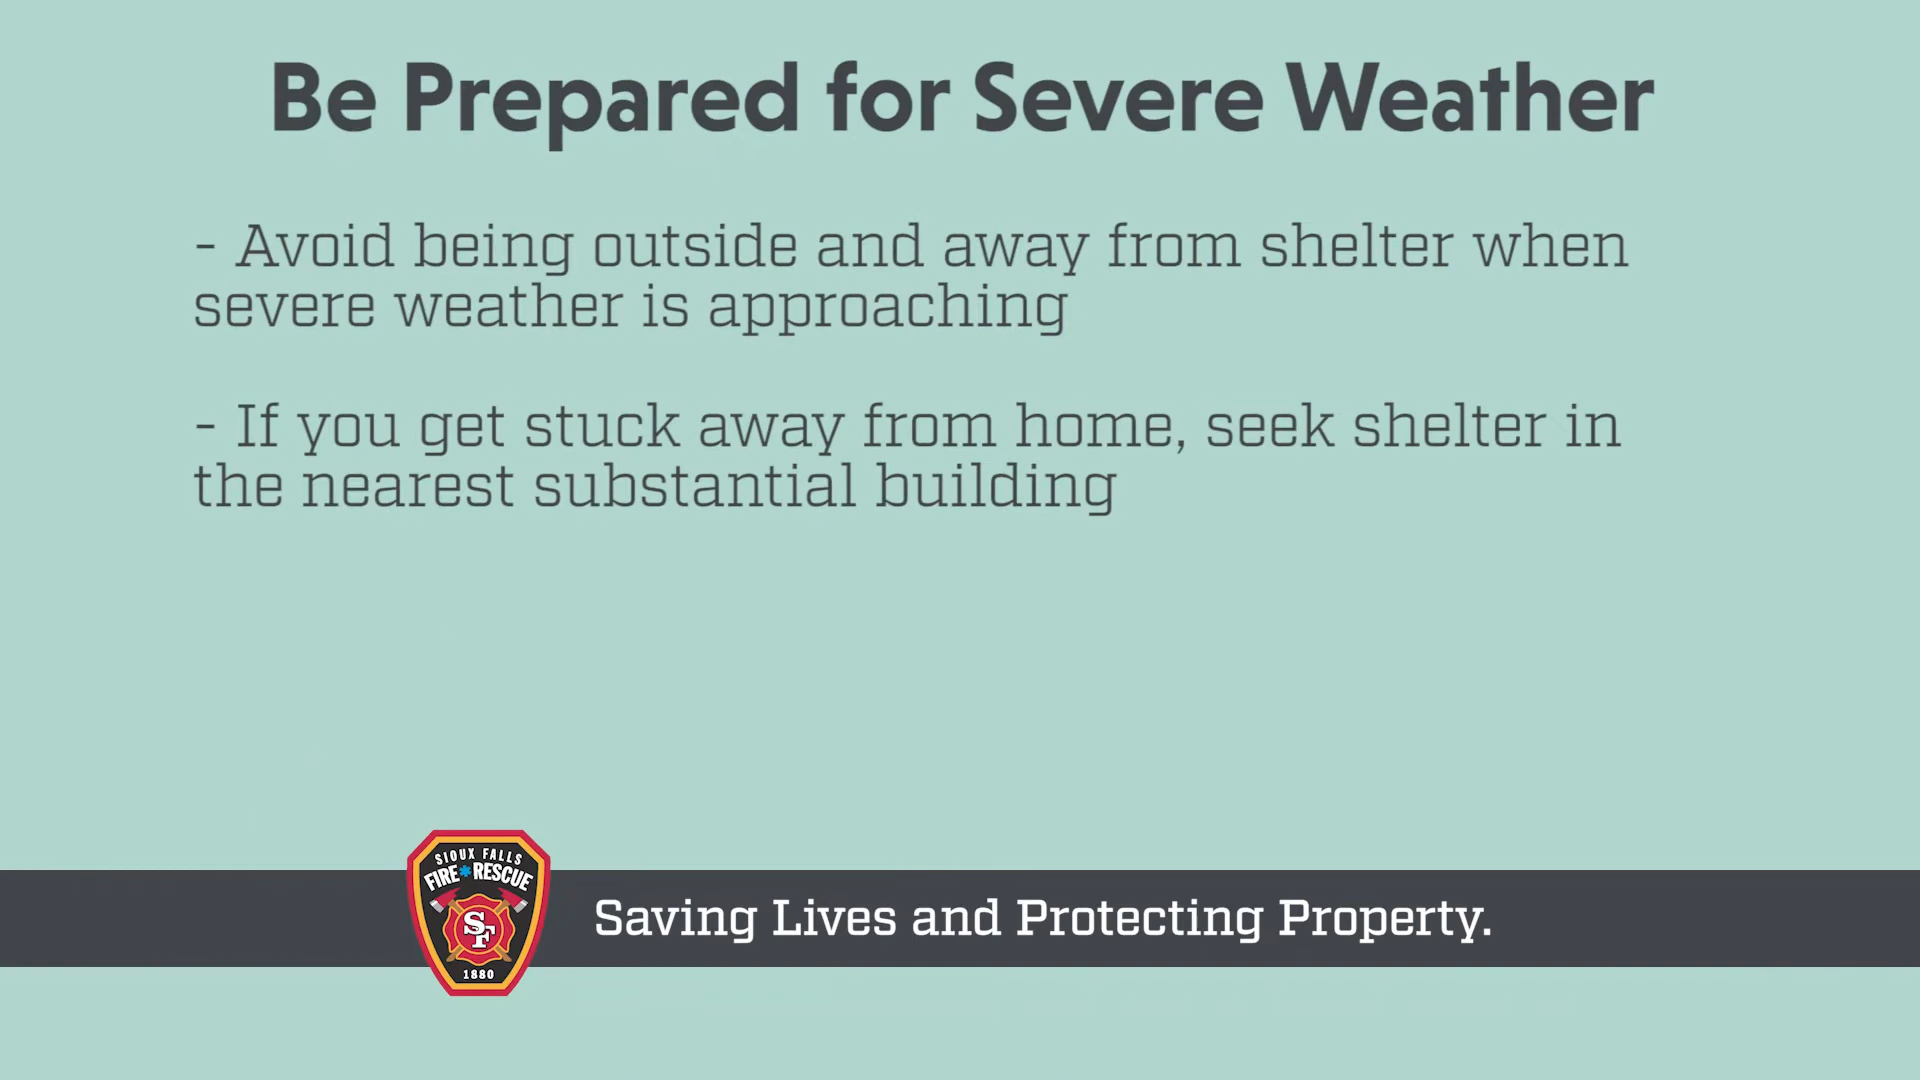 Be Prepared for Severe Weather
- Avoid being outside and away from shelter when
severe weather is approaching
- If you get stuck away from home, seek shelter in
the nearest substantial building
SIOUX FALLS
FIRE*RESCUE
SF
1880
Saving Lives and Protecting Property.